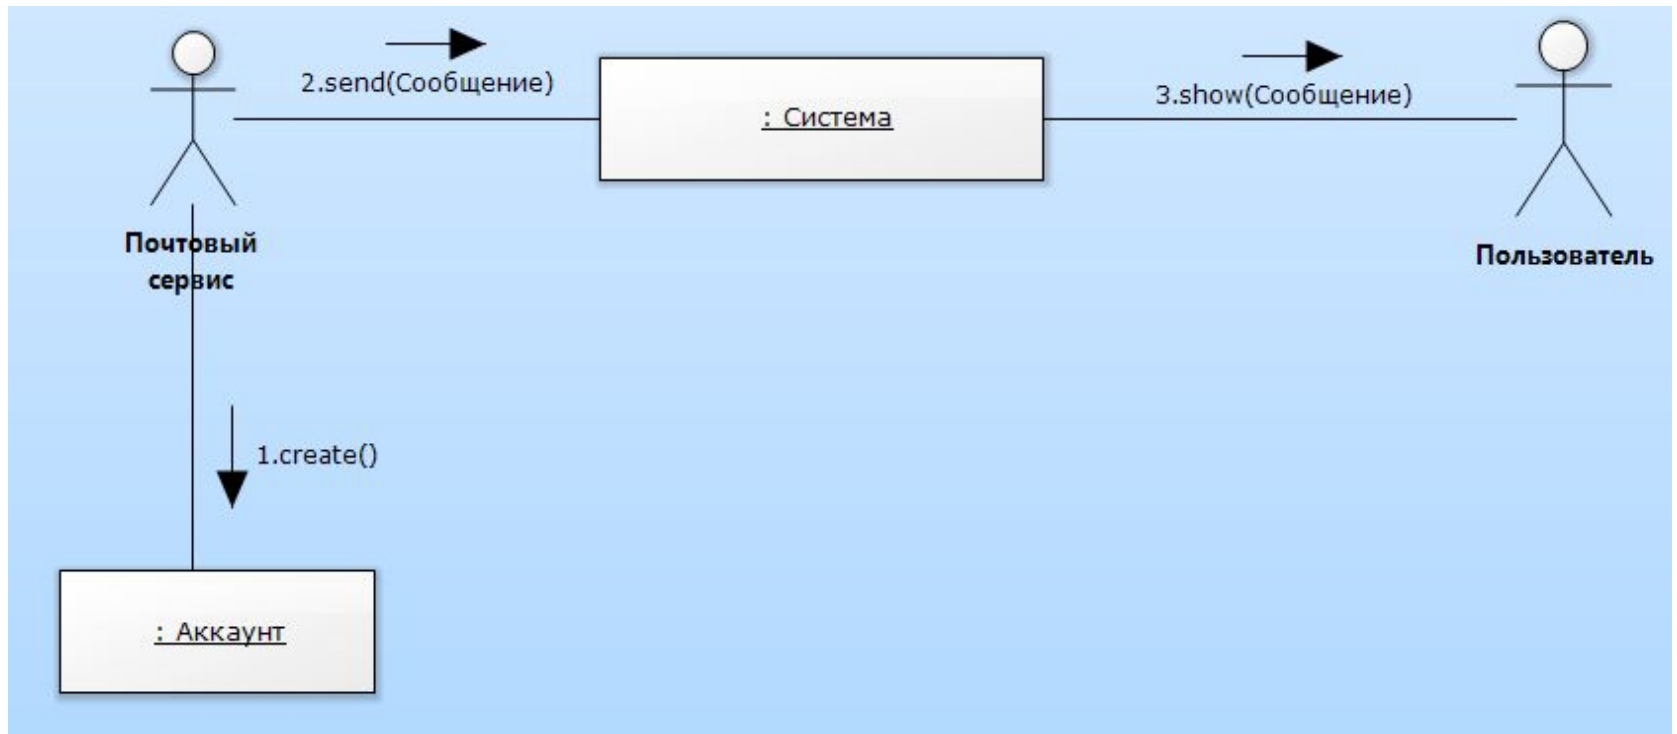 2.send(Сообщение)
3.show(Сообщение)
: Система
Почтовый
сервис
Пользователь
1.create()
: Аккаунт